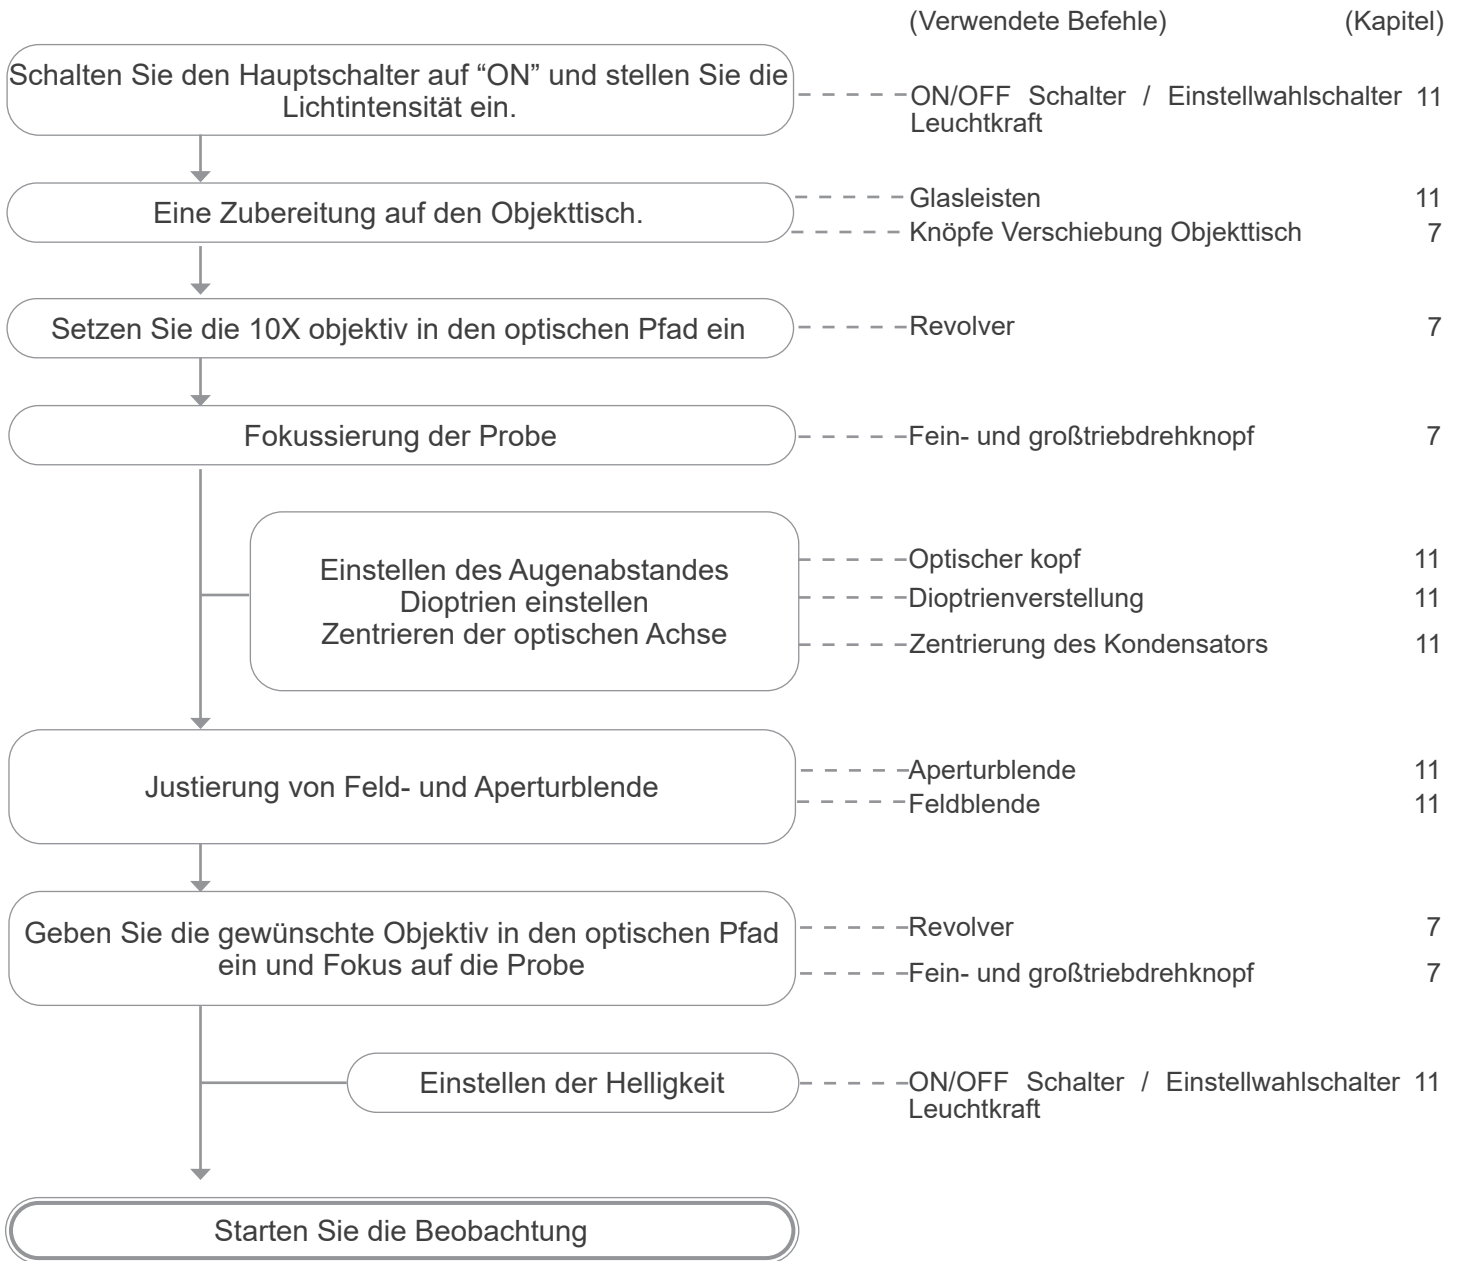 (Verwendete Befehle) (Kapitel)
Schalten Sie den Hauptschalter auf “ON” und stellen Sie die
Lichtintensität ein.
ON/OFF Schalter / Einstellwahlschalter 11
Leuchtkraft
Eine Zubereitung auf den Objekttisch.
Glasleisten 11
Knöpfe Verschiebung Objekttisch 7
Setzen Sie die 10X objektiv in den optischen Pfad ein
Revolver 7
Fokussierung der Probe
Fein- und großtriebdrehknopf 7
Einstellen des Augenabstandes
Dioptrien einstellen
Zentrieren der optischen Achse
Optischer kopf 11
Dioptrienverstellung 11
Zentrierung des Kondensators 11
Justierung von Feld- und Aperturblende
Aperturblende 11
Feldblende 11
Geben Sie die gewünschte Objektiv in den optischen Pfad
ein und Fokus auf die Probe
Revolver 7
Fein- und großtriebdrehknopf 7
Einstellen der Helligkeit
ON/OFF Schalter / Einstellwahlschalter 11
Leuchtkraft
Starten Sie die Beobachtung